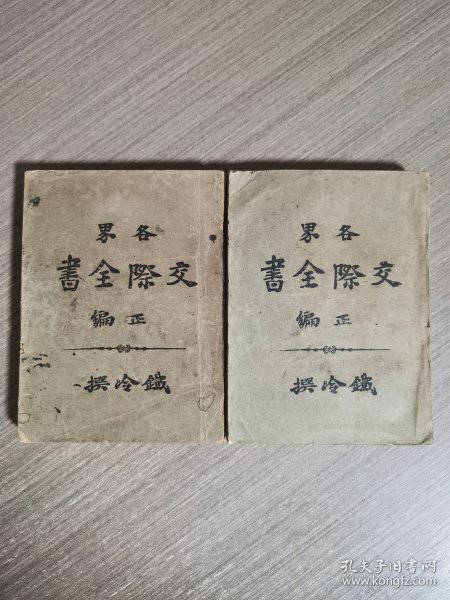 各界
交際全書
正編
鐵冷撰
各界
交際全書
正編
鐵冷撰
孔夫子旧书网
www.kongfz.com